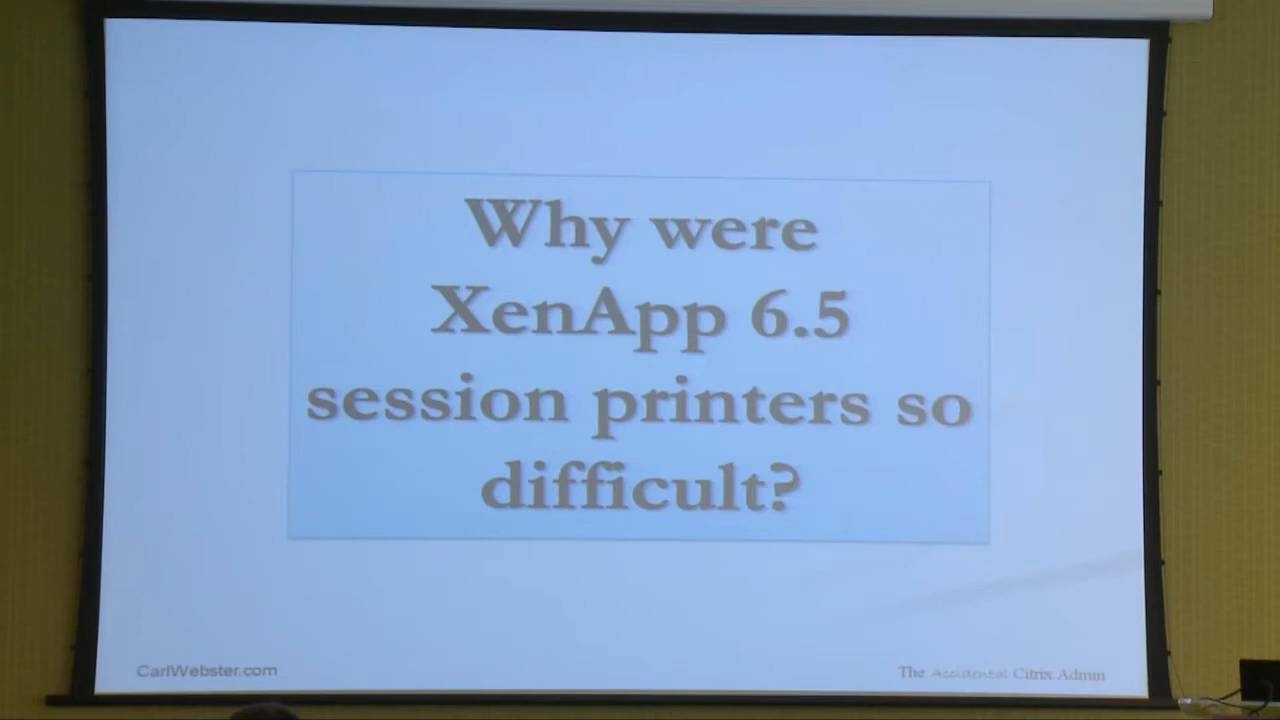 Why were
XenApp 6.5
session printers so
difficult?
CarlWebster.com
The Accidental Citrix Admin